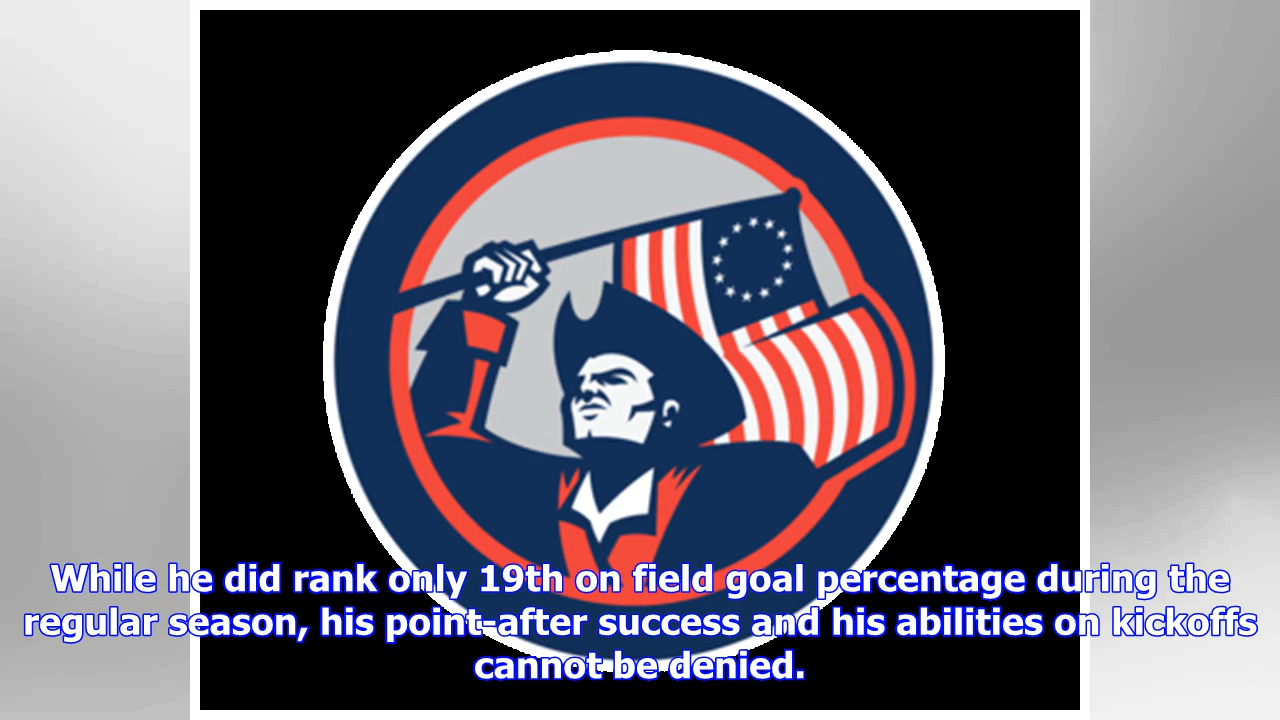 While he did rank only 19th on field goal percentage during the
regular season, his point-after success and his abilities on kickoffs
cannot be denied.